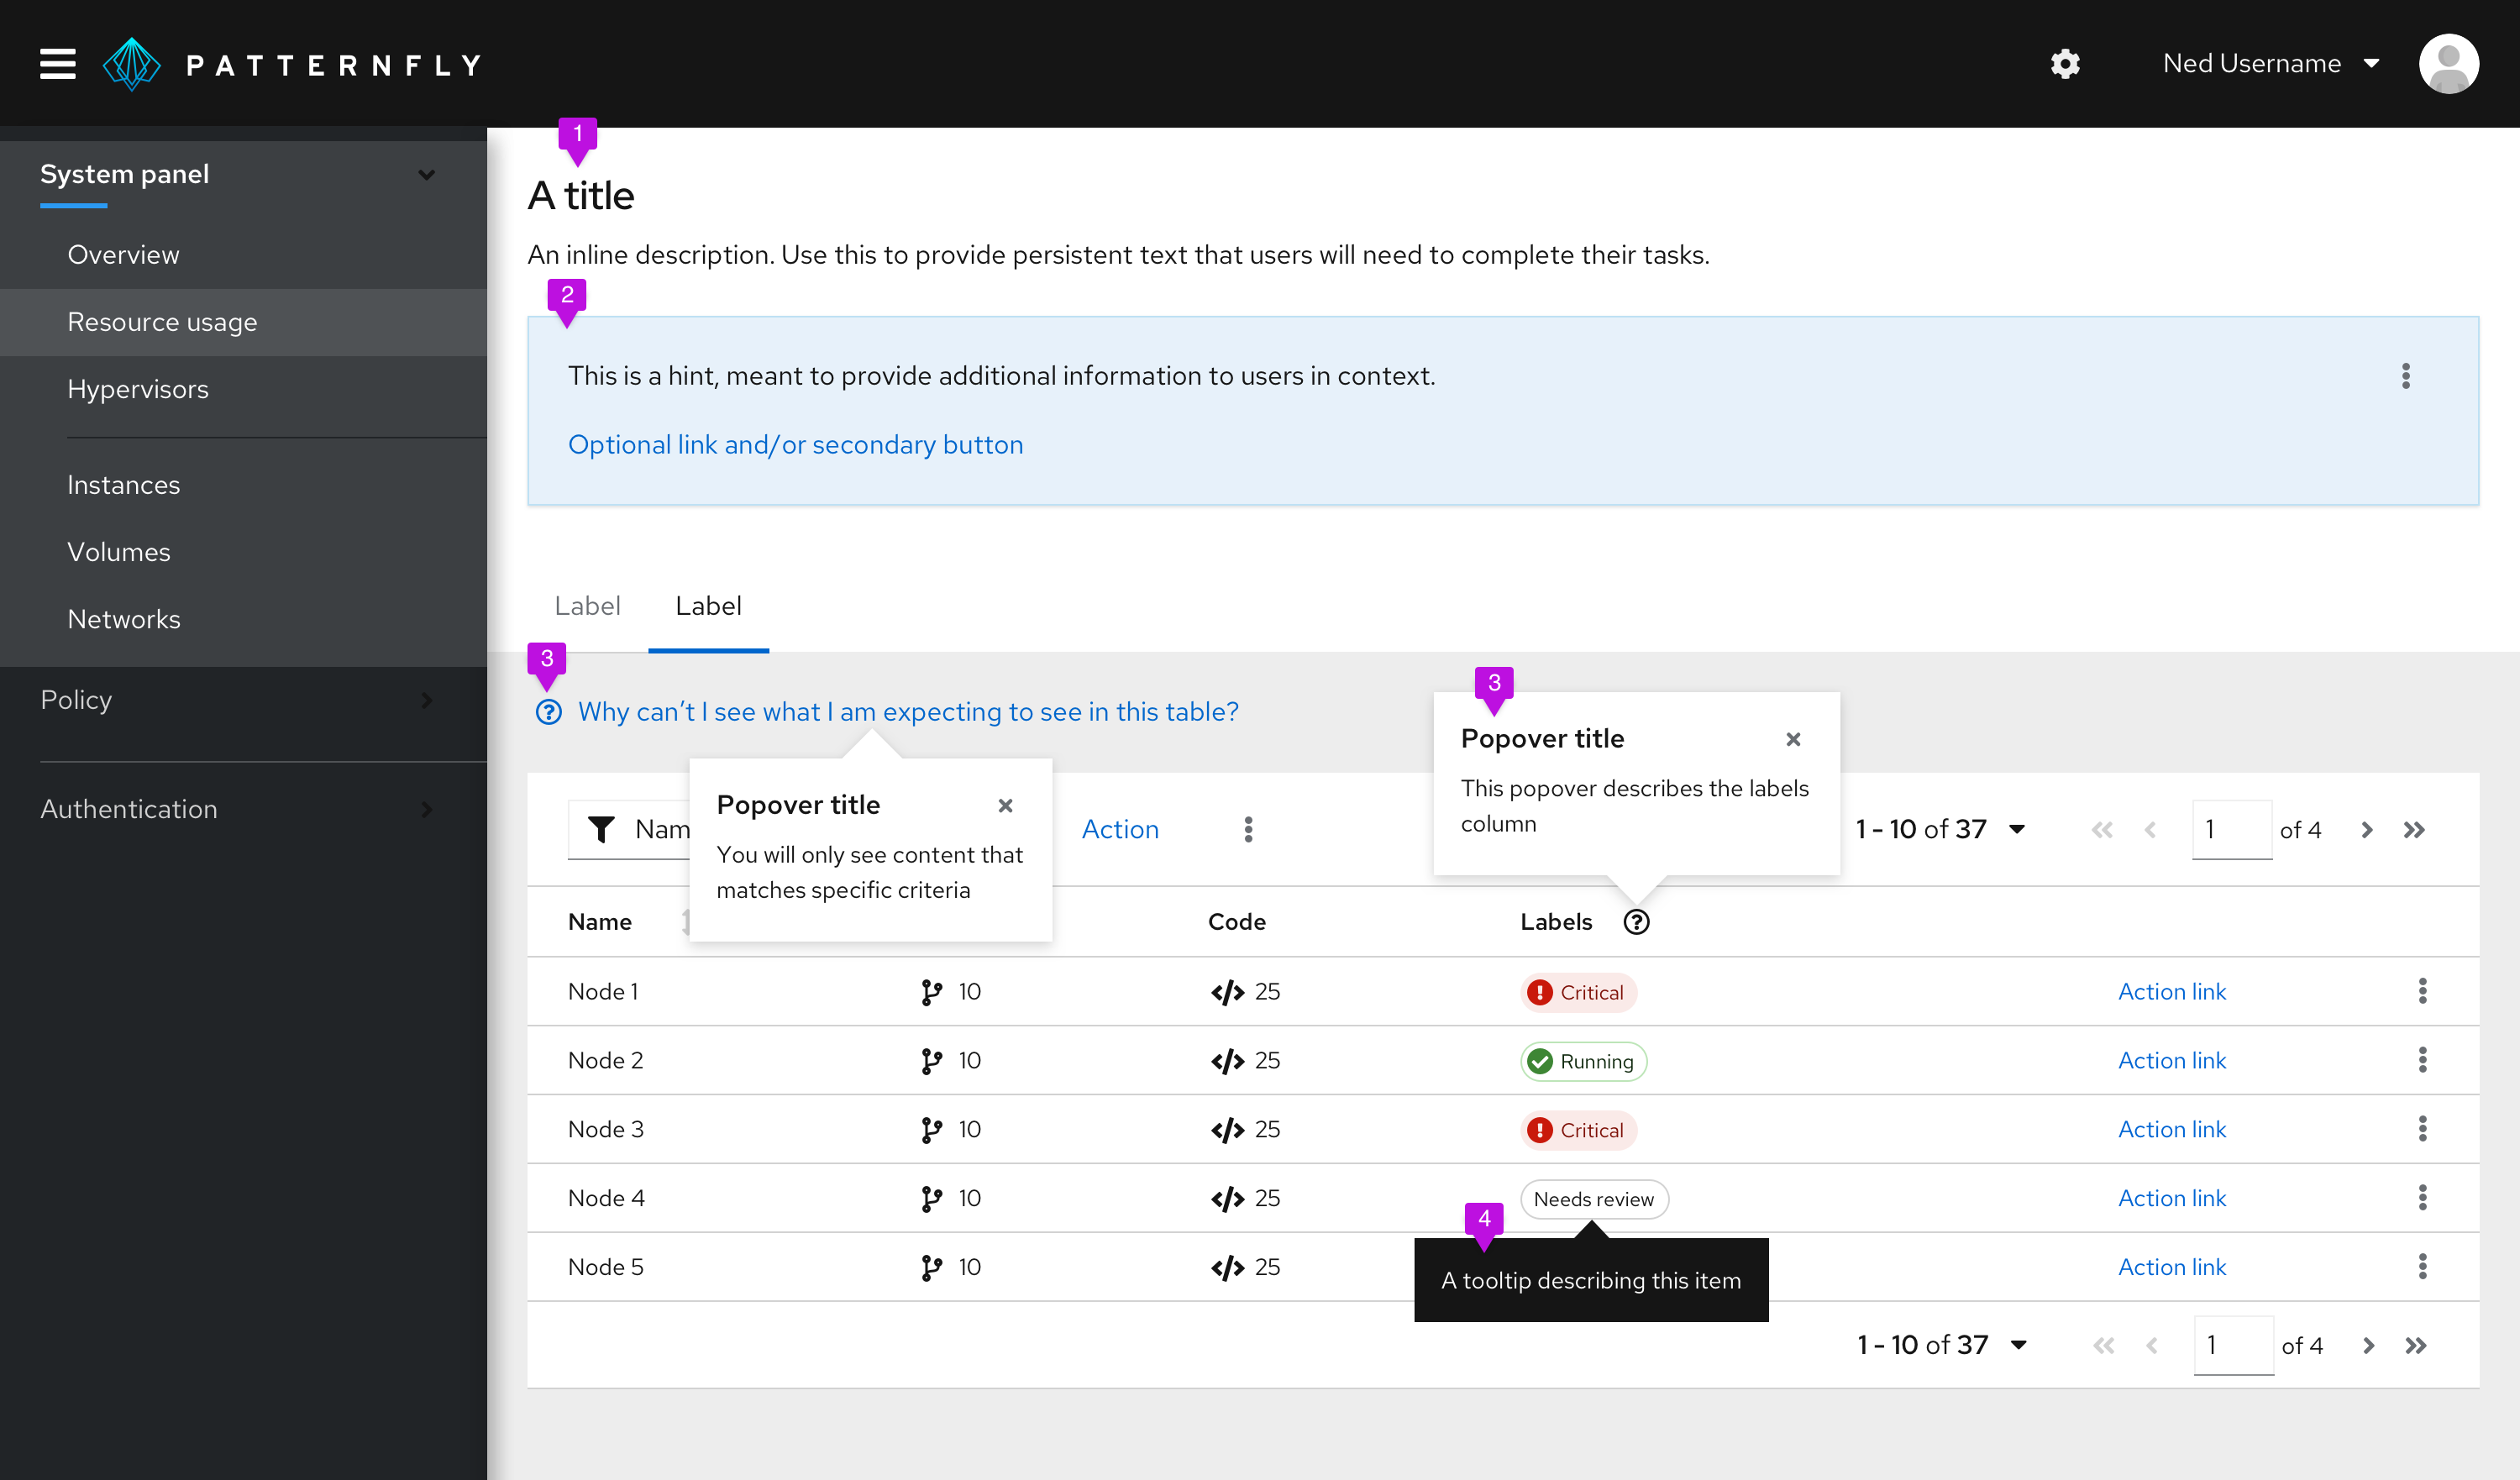 PATTERNFLY
Ned Username
System panel
Overview
Resource usage
Hypervisors
Instances
Volumes
Networks
Policy
Authentication
1
A title
An inline description. Use this to provide persistent text that users will need to complete their tasks.
2
This is a hint, meant to provide additional information to users in context.
Optional link and/or secondary button
Label Label
3
Why can’t I see what I am expecting to see in this table?
Popover title
You will only see content that
matches specific criteria
3
Popover title
This popover describes the labels
column
Nam
Action
1 - 10 of 37
1 of 4
Name Code Labels
Node 1 10 25 Critical Action link
Node 2 10 25 Running Action link
Node 3 10 25 Critical Action link
Node 4 10 25 Needs review Action link
4
A tooltip describing this item
Node 5 10 25 Action link
1 - 10 of 37 1 of 4